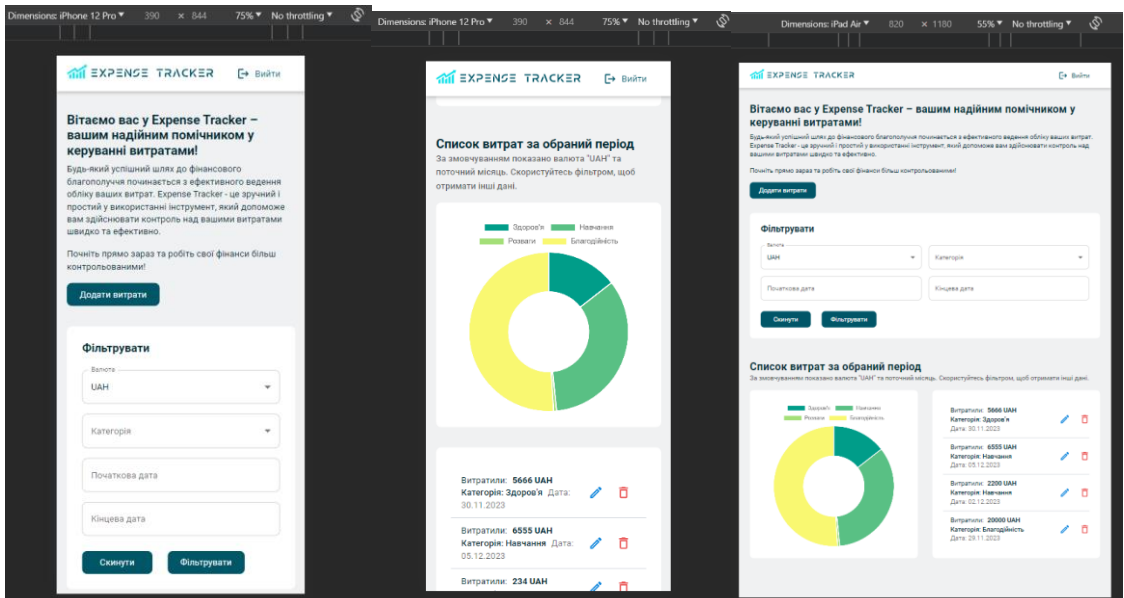 Dimensions: iPhone 12 Pro ▼ 390 × 844 75% ▼ No throttling ▼
EXPENSE TRACKER Вийти
Вітаємо вас у Expense Tracker –
вашим надійним помічником у
керуванні витратами!
Будь-який успішний шлях до фінансового
благополуччя починається з ефективного ведення
обліку ваших витрат. Expense Tracker - це зручний і
простий у використанні інструмент, який допоможе
вам здійснювати контроль над вашими витратами
швидко та ефективно.
Почніть прямо зараз та робіть свої фінанси більш
контрольованими!
Додати витрати
Фільтрувати
Валюта
UAH
Категорія
Початкова дата
Кінцева дата
Скинути Фільтрувати
Dimensions: iPhone 12 Pro ▼ 390 × 844 75% ▼ No throttling ▼
EXPENSE TRACKER Вийти
Список витрат за обраний період
За змовчуванням показано валюта "UAH" та
поточний місяць. Скористуйтесь фільтром, щоб
отримати інші дані.
Здоров'я Навчання
Розваги Благодійність
Витратили: 5666 UAH
Категорія: Здоров'я Дата:
30.11.2023
Витратили: 6555 UAH
Категорія: Навчання Дата:
05.12.2023
Витратили: 234 UAH
Dimensions: iPad Air ▼ 820 × 1180 55% ▼ No throttling ▼
EXPENSE TRACKER Вийти
Вітаємо вас у Expense Tracker – вашим надійним помічником у
керуванні витратами!
Будь-який успішний шлях до фінансового благополуччя починається з ефективного ведення обліку ваших витрат.
Expense Tracker - це зручний і простий у використанні інструмент, який допоможе вам здійснювати контроль над
вашими витратами швидко та ефективно.
Почніть прямо зараз та робіть свої фінанси більш контрольованими!
Додати витрати
Фільтрувати
Валюта
UAH Категорія
Початкова дата Кінцева дата
Скинути Фільтрувати
Список витрат за обраний період
За змовчуванням показано валюта "UAH" та поточний місяць. Скористуйтесь фільтром, щоб отримати інші дані.
Здоров'я Навчання
Розваги Благодійність
Витратили: 5666 UAH
Категорія: Здоров'я
Дата: 30.11.2023
Витратили: 6555 UAH
Категорія: Навчання
Дата: 05.12.2023
Витратили: 2200 UAH
Категорія: Навчання
Дата: 02.12.2023
Витратили: 20000 UAH
Категорія: Благодійність
Дата: 29.11.2023